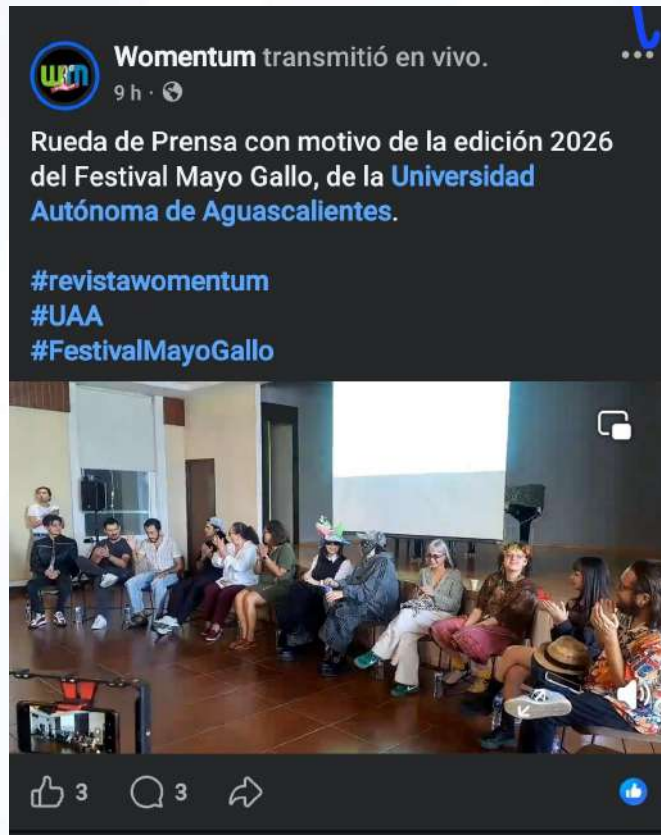 Womentum transmitió en vivo.
9 h ·
Rueda de Prensa con motivo de la edición 2026
del Festival Mayo Gallo, de la Universidad
Autónoma de Aguascalientes.
#revistawomentum
#UAA
#FestivalMayoGallo
3 3